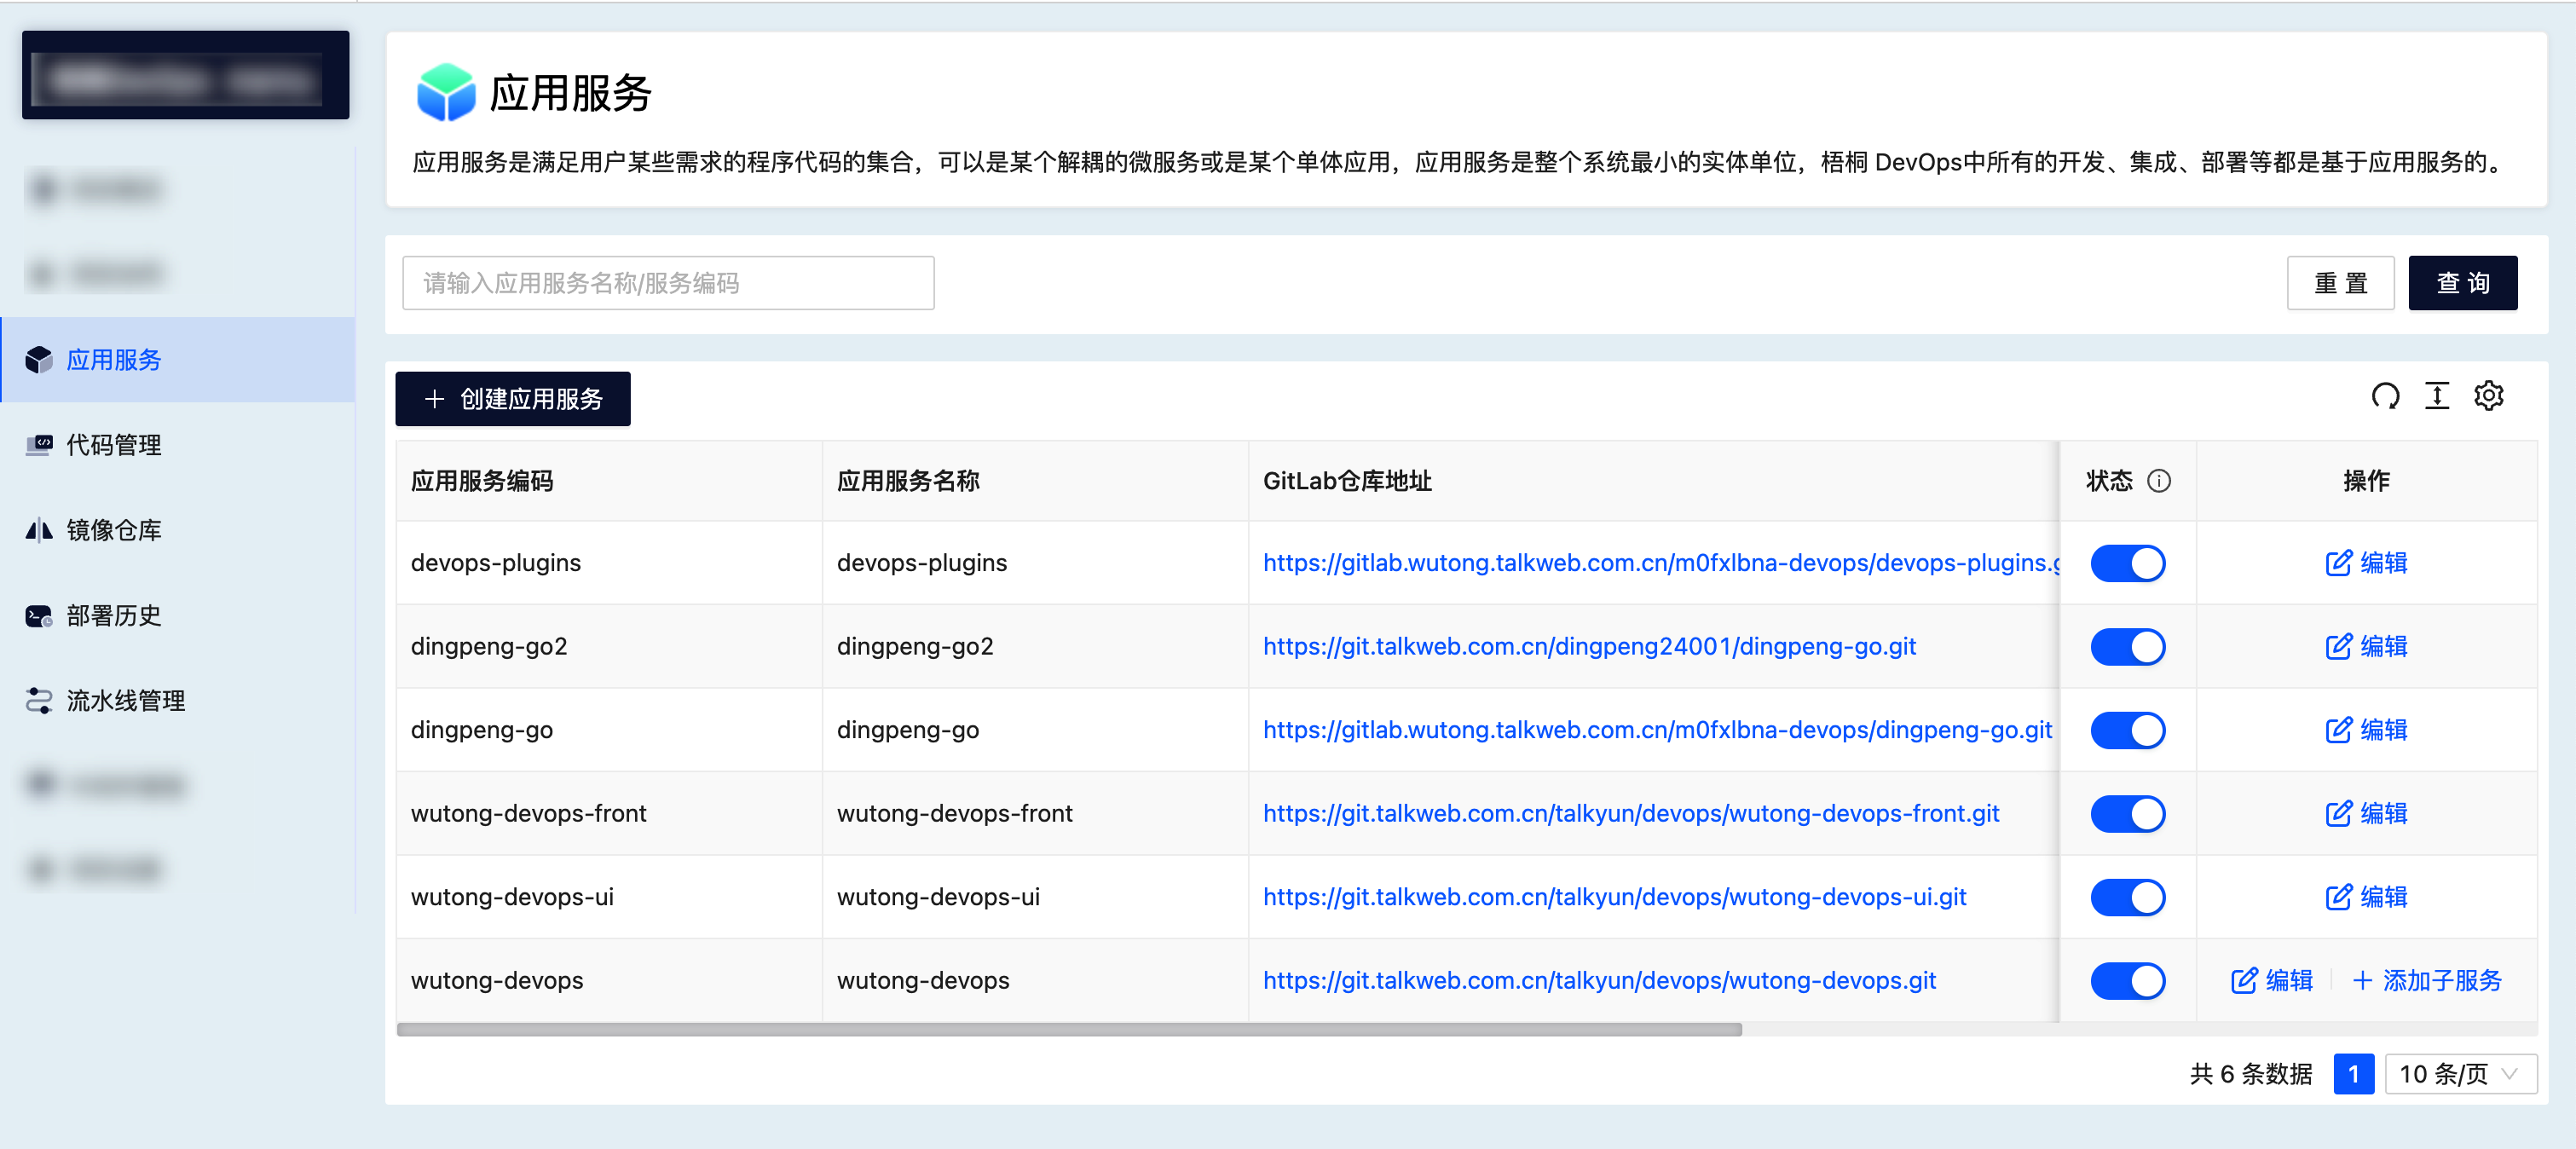 应用服务
应用服务是满足用户某些需求的程序代码的集合，可以是某个解耦的微服务或是某个单体应用，应用服务是整个系统最小的实体单位，梧桐 DevOps中所有的开发、集成、部署等都是基于应用服务的。
请输入应用服务名称/服务编码
重 置
查 询
应用服务
代码管理
镜像仓库
部署历史
流水线管理
创建应用服务
应用服务编码 应用服务名称 GitLab仓库地址 状态 操作
devops-plugins devops-plugins https://gitlab.wutong.talkweb.com.cn/m0fxlbna-devops/devops-plugins.g 编辑
dingpeng-go2 dingpeng-go2 https://git.talkweb.com.cn/dingpeng24001/dingpeng-go.git 编辑
dingpeng-go dingpeng-go https://gitlab.wutong.talkweb.com.cn/m0fxlbna-devops/dingpeng-go.git 编辑
wutong-devops-front wutong-devops-front https://git.talkweb.com.cn/talkyun/devops/wutong-devops-front.git 编辑
wutong-devops-ui wutong-devops-ui https://git.talkweb.com.cn/talkyun/devops/wutong-devops-ui.git 编辑
wutong-devops wutong-devops https://git.talkweb.com.cn/talkyun/devops/wutong-devops.git 编辑 添加子服务
共 6 条数据 1 10 条/页